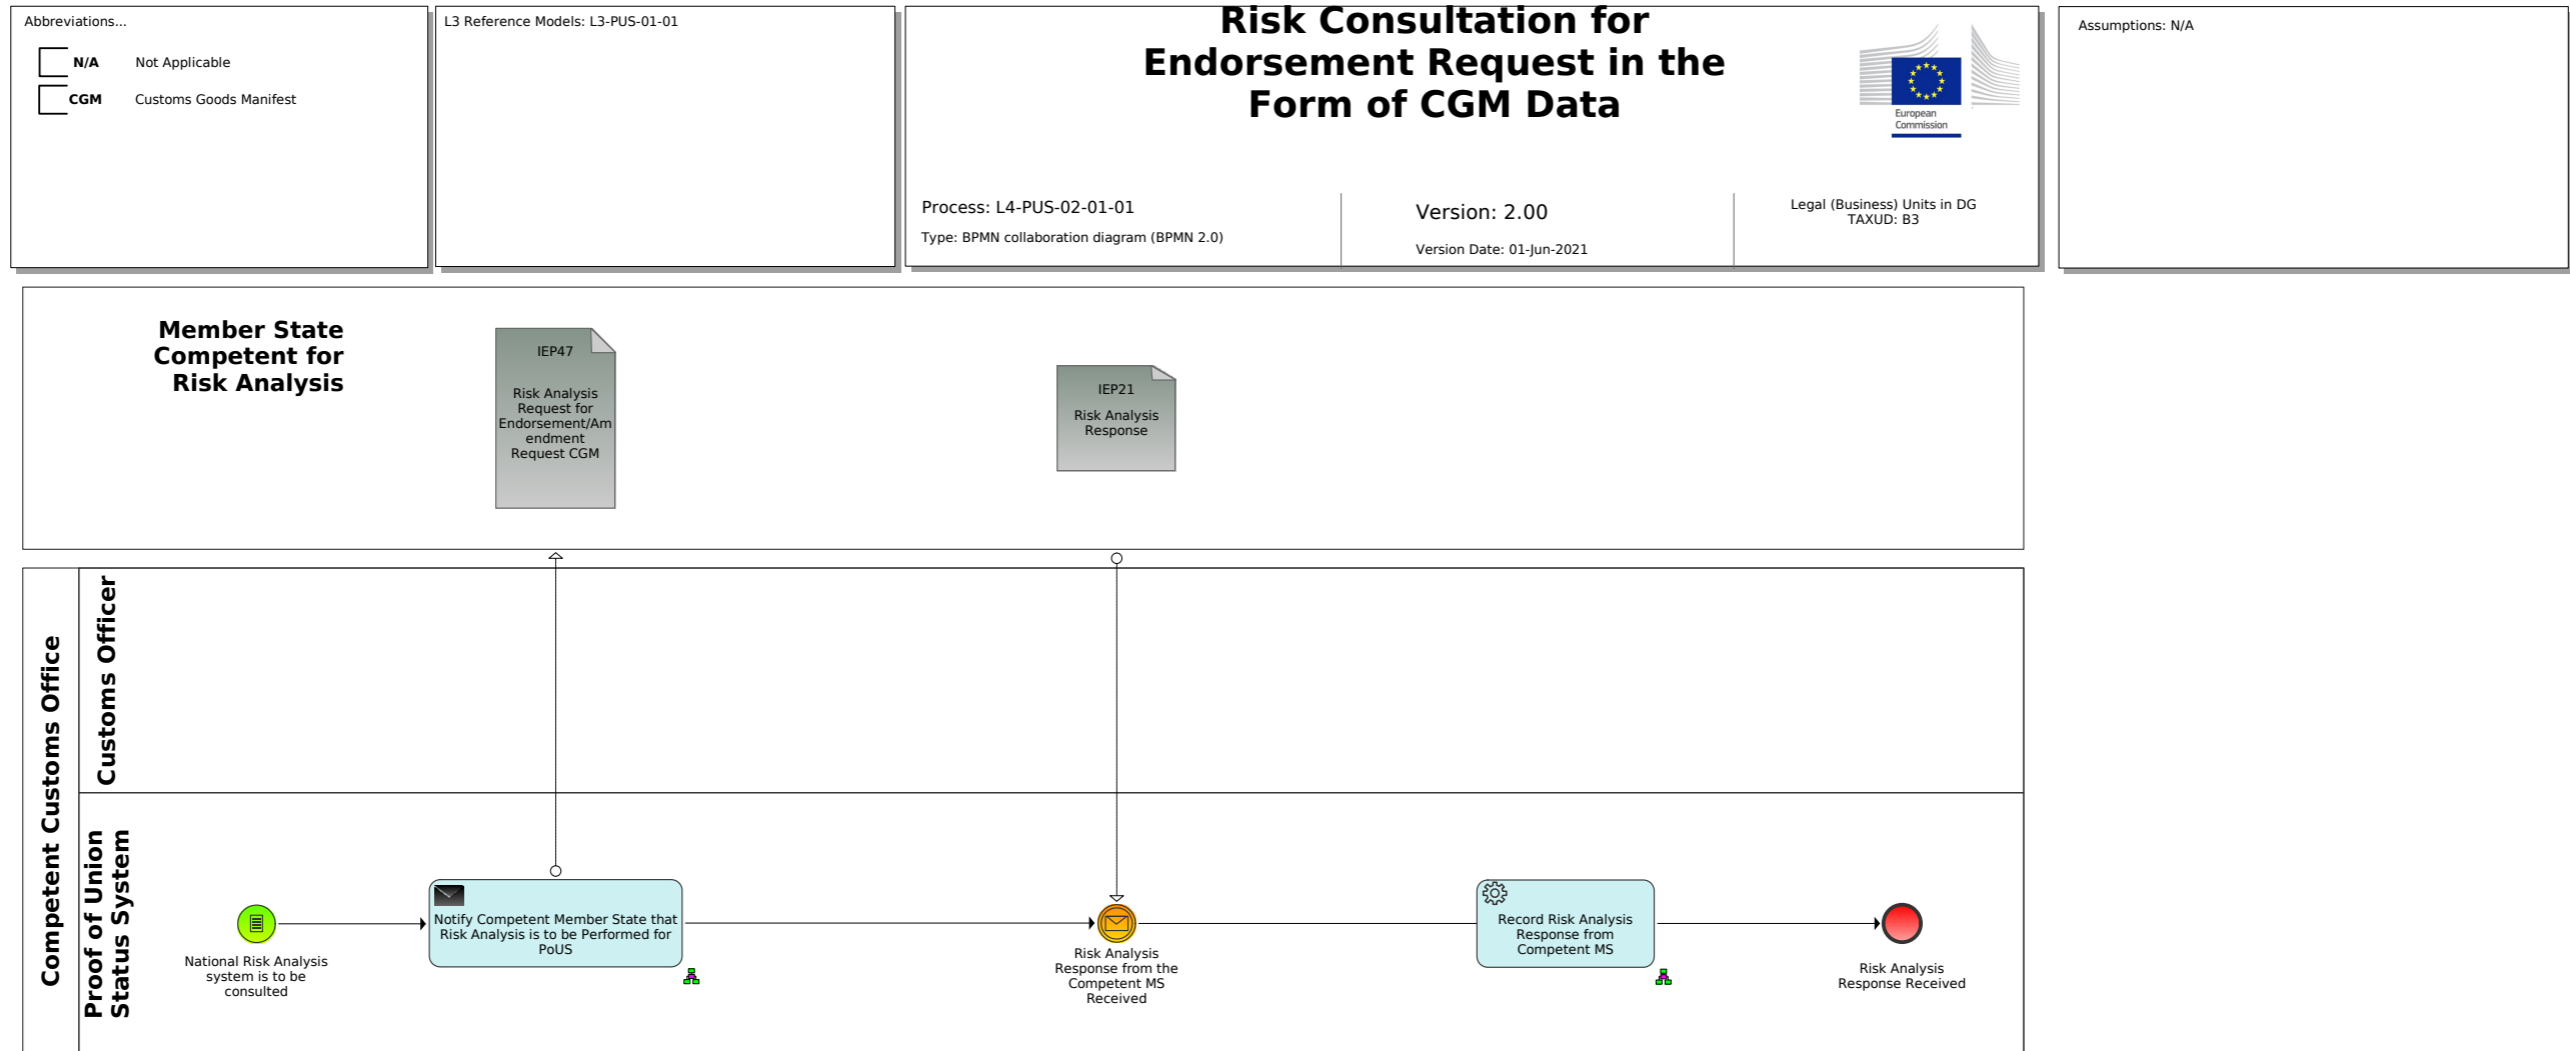 Abbreviations...
N/A Not Applicable
CGM Customs Goods Manifest
L3 Reference Models: L3-PUS-01-01
Risk Consultation for
Endorsement Request in the
Form of CGM Data
European
Commission
Process: L4-PUS-02-01-01
Type: BPMN collaboration diagram (BPMN 2.0)
Version: 2.00
Version Date: 01-Jun-2021
Legal (Business) Units in DG
TAXUD: B3
Assumptions: N/A
Member State
Competent for
Risk Analysis
IEP47
Risk Analysis
Request for
Endorsement/Am
endment
Request CGM
IEP21
Risk Analysis
Response
Competent Customs Office
Customs Officer
Proof of Union
Status System
National Risk Analysis
system is to be
consulted
Notify Competent Member State that
Risk Analysis is to be Performed for
PoUS
Risk Analysis
Response from the
Competent MS
Received
Record Risk Analysis
Response from
Competent MS
Risk Analysis
Response Received